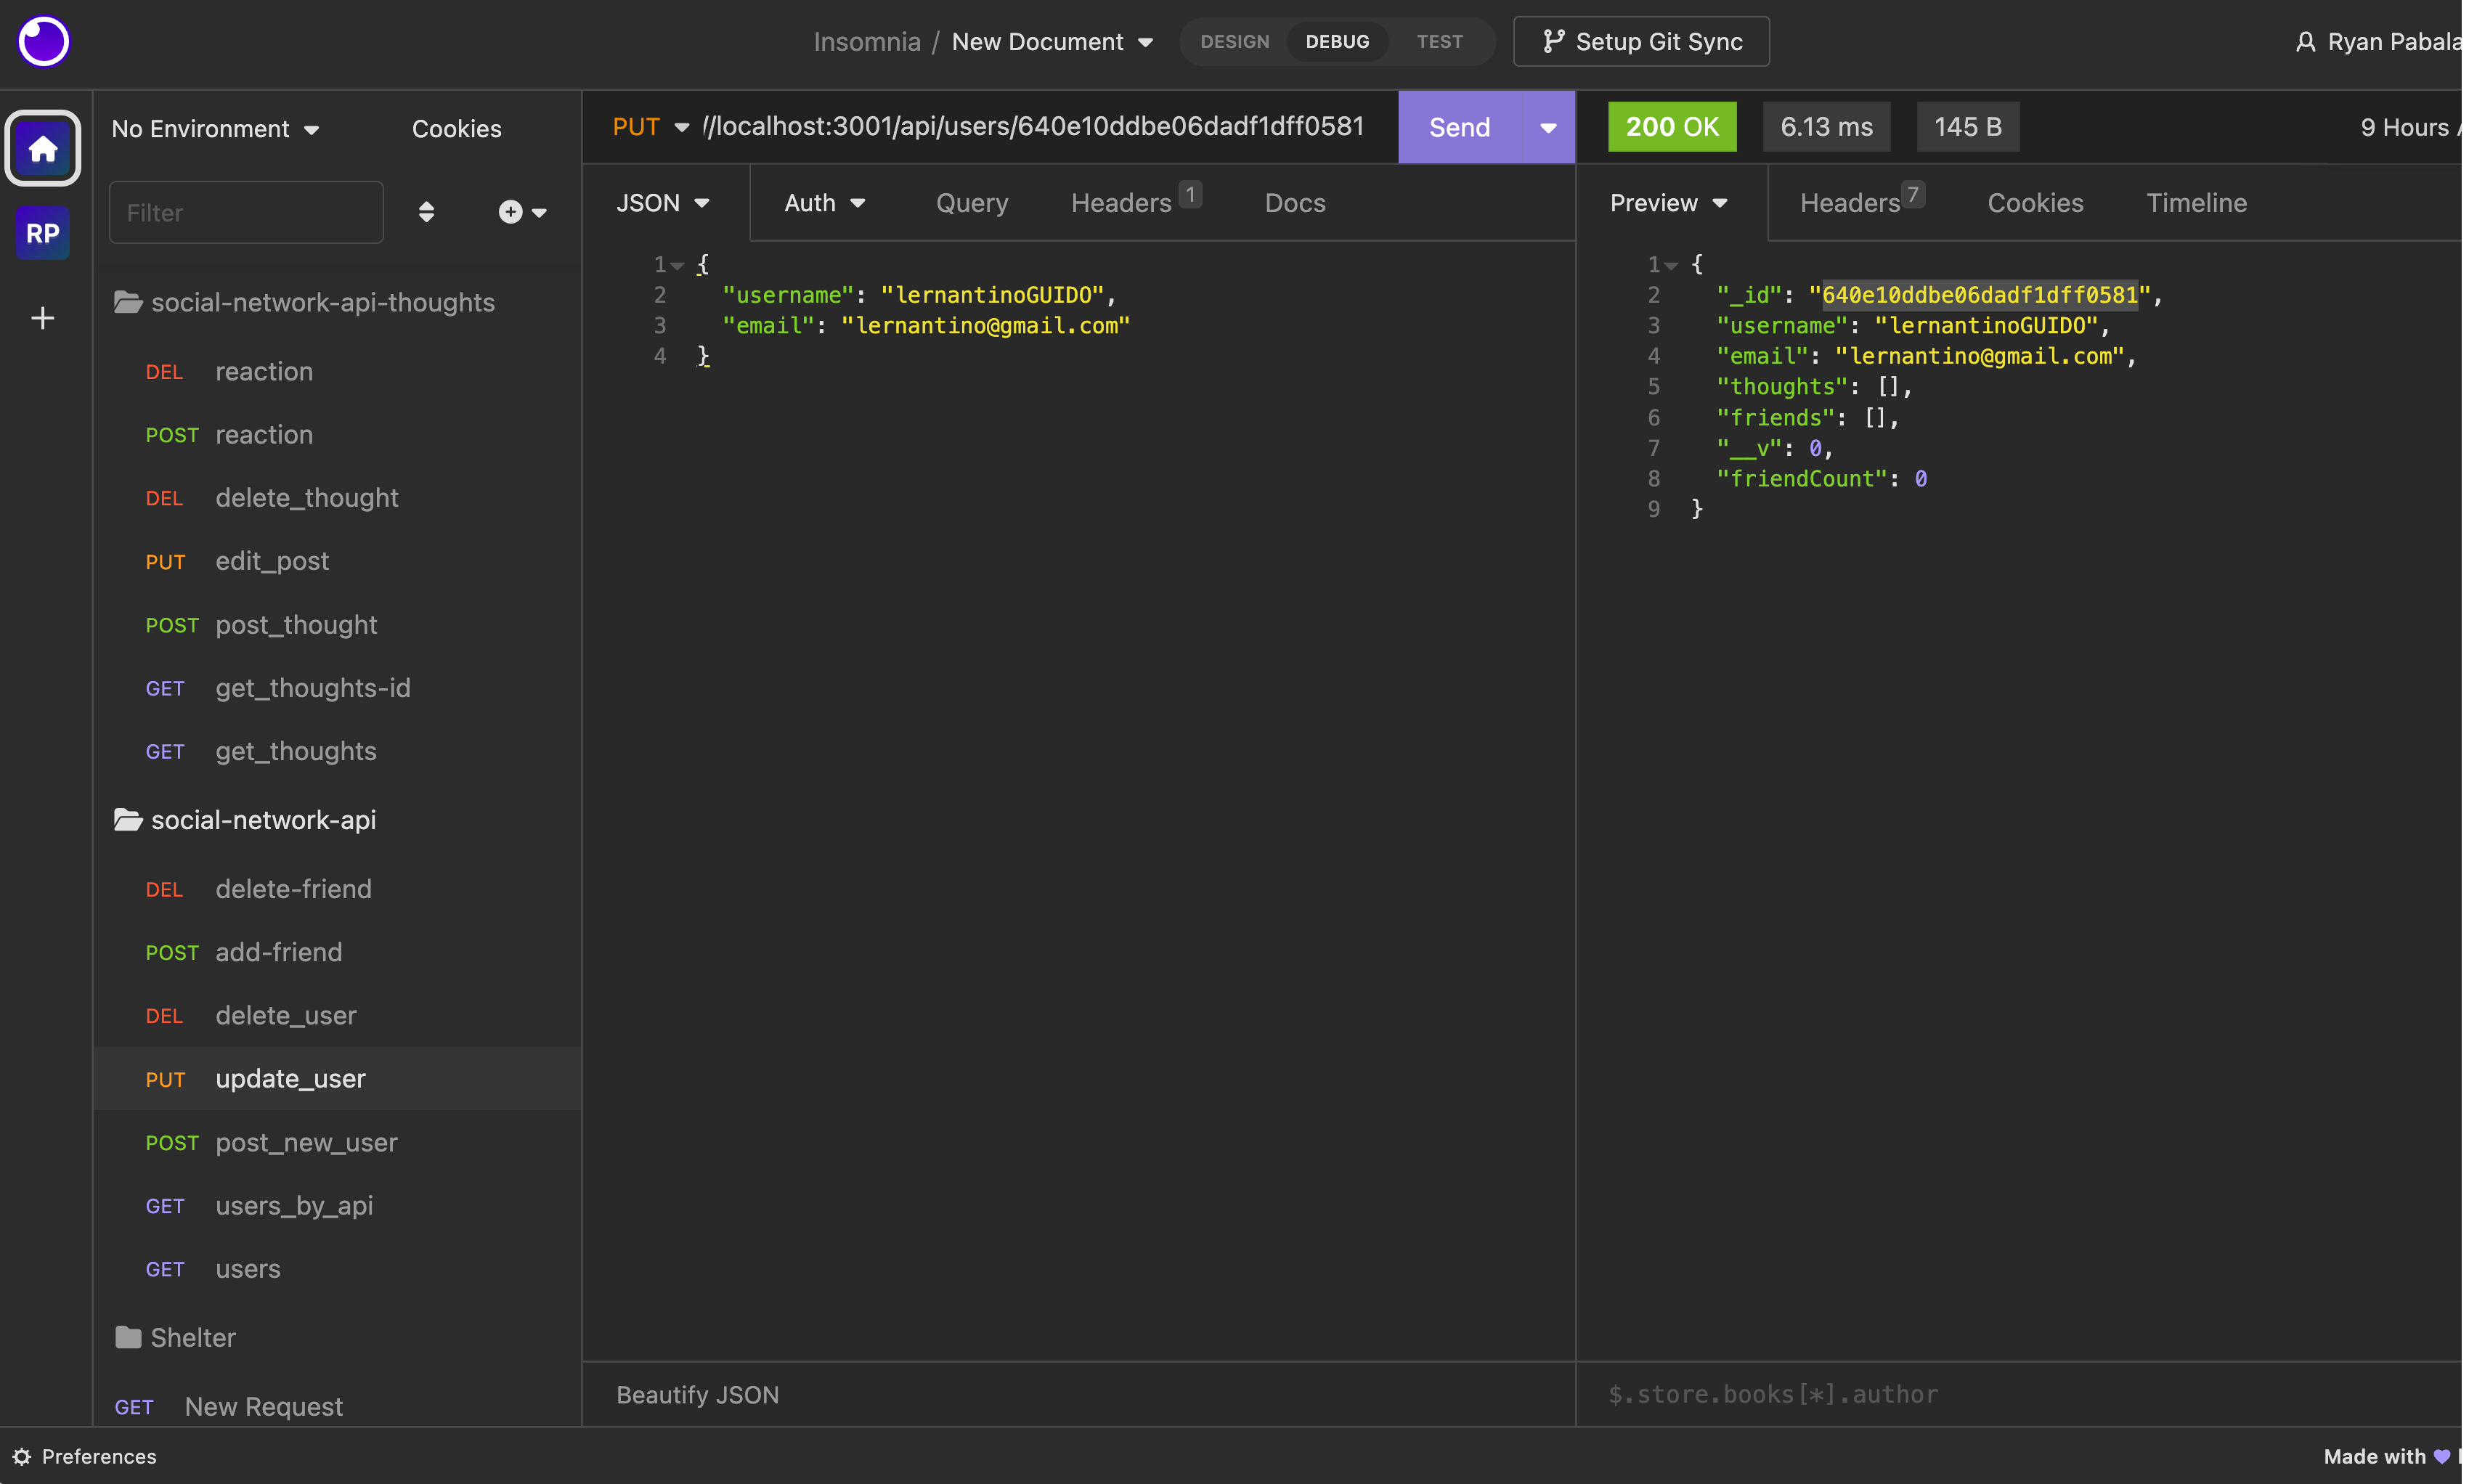 Insomnia / New Document
DESIGN DEBUG TEST
Setup Git Sync
Ryan Pabala
RP
No Environment
Cookies
Filter
social-network-api-thoughts
DEL reaction
POST reaction
DEL delete_thought
PUT edit_post
POST post_thought
GET get_thoughts-id
GET get_thoughts
social-network-api
DEL delete-friend
POST add-friend
DEL delete_user
PUT update_user
POST post_new_user
GET users_by_api
GET users
Shelter
GET New Request
PUT //localhost:3001/api/users/640e10ddbe06dadf1dff0581 Send
JSON Auth Query Headers 1 Docs
1 {
2 "username": "lernantinoGUIDO",
3 "email": "lernantino@gmail.com"
4 }
Beautify JSON
200 OK 6.13 ms 145 B 9 Hours
Preview Headers 7 Cookies Timeline
1 {
2 "_id": "640e10ddbe06dadf1dff0581",
3 "username": "lernantinoGUIDO",
4 "email": "lernantino@gmail.com",
5 "thoughts": [],
6 "friends": [],
7 "__v": 0,
8 "friendCount": 0
9 }
$.store.books[*].author
Preferences
Made with